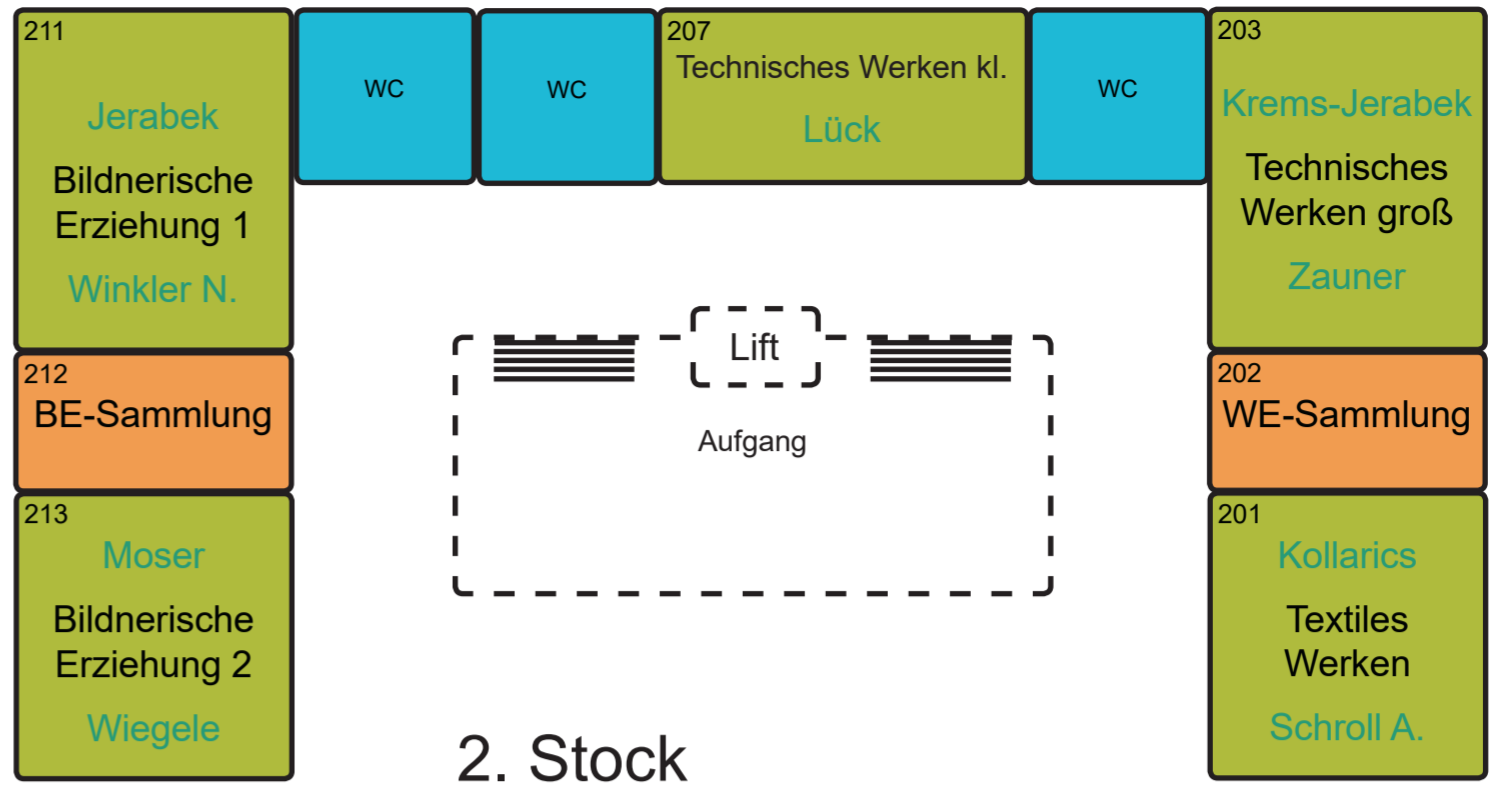 211
Jerabek
Bildnerische
Erziehung 1
Winkler N.
WC
WC
207
Technisches Werken kl.
Lück
WC
203
Krems-Jerabek
Technisches
Werken groß
Zauner
212
BE-Sammlung
Lift
Aufgang
202
WE-Sammlung
213
Moser
Bildnerische
Erziehung 2
Wiegele
201
Kollarics
Textiles
Werken
Schroll A.
2. Stock